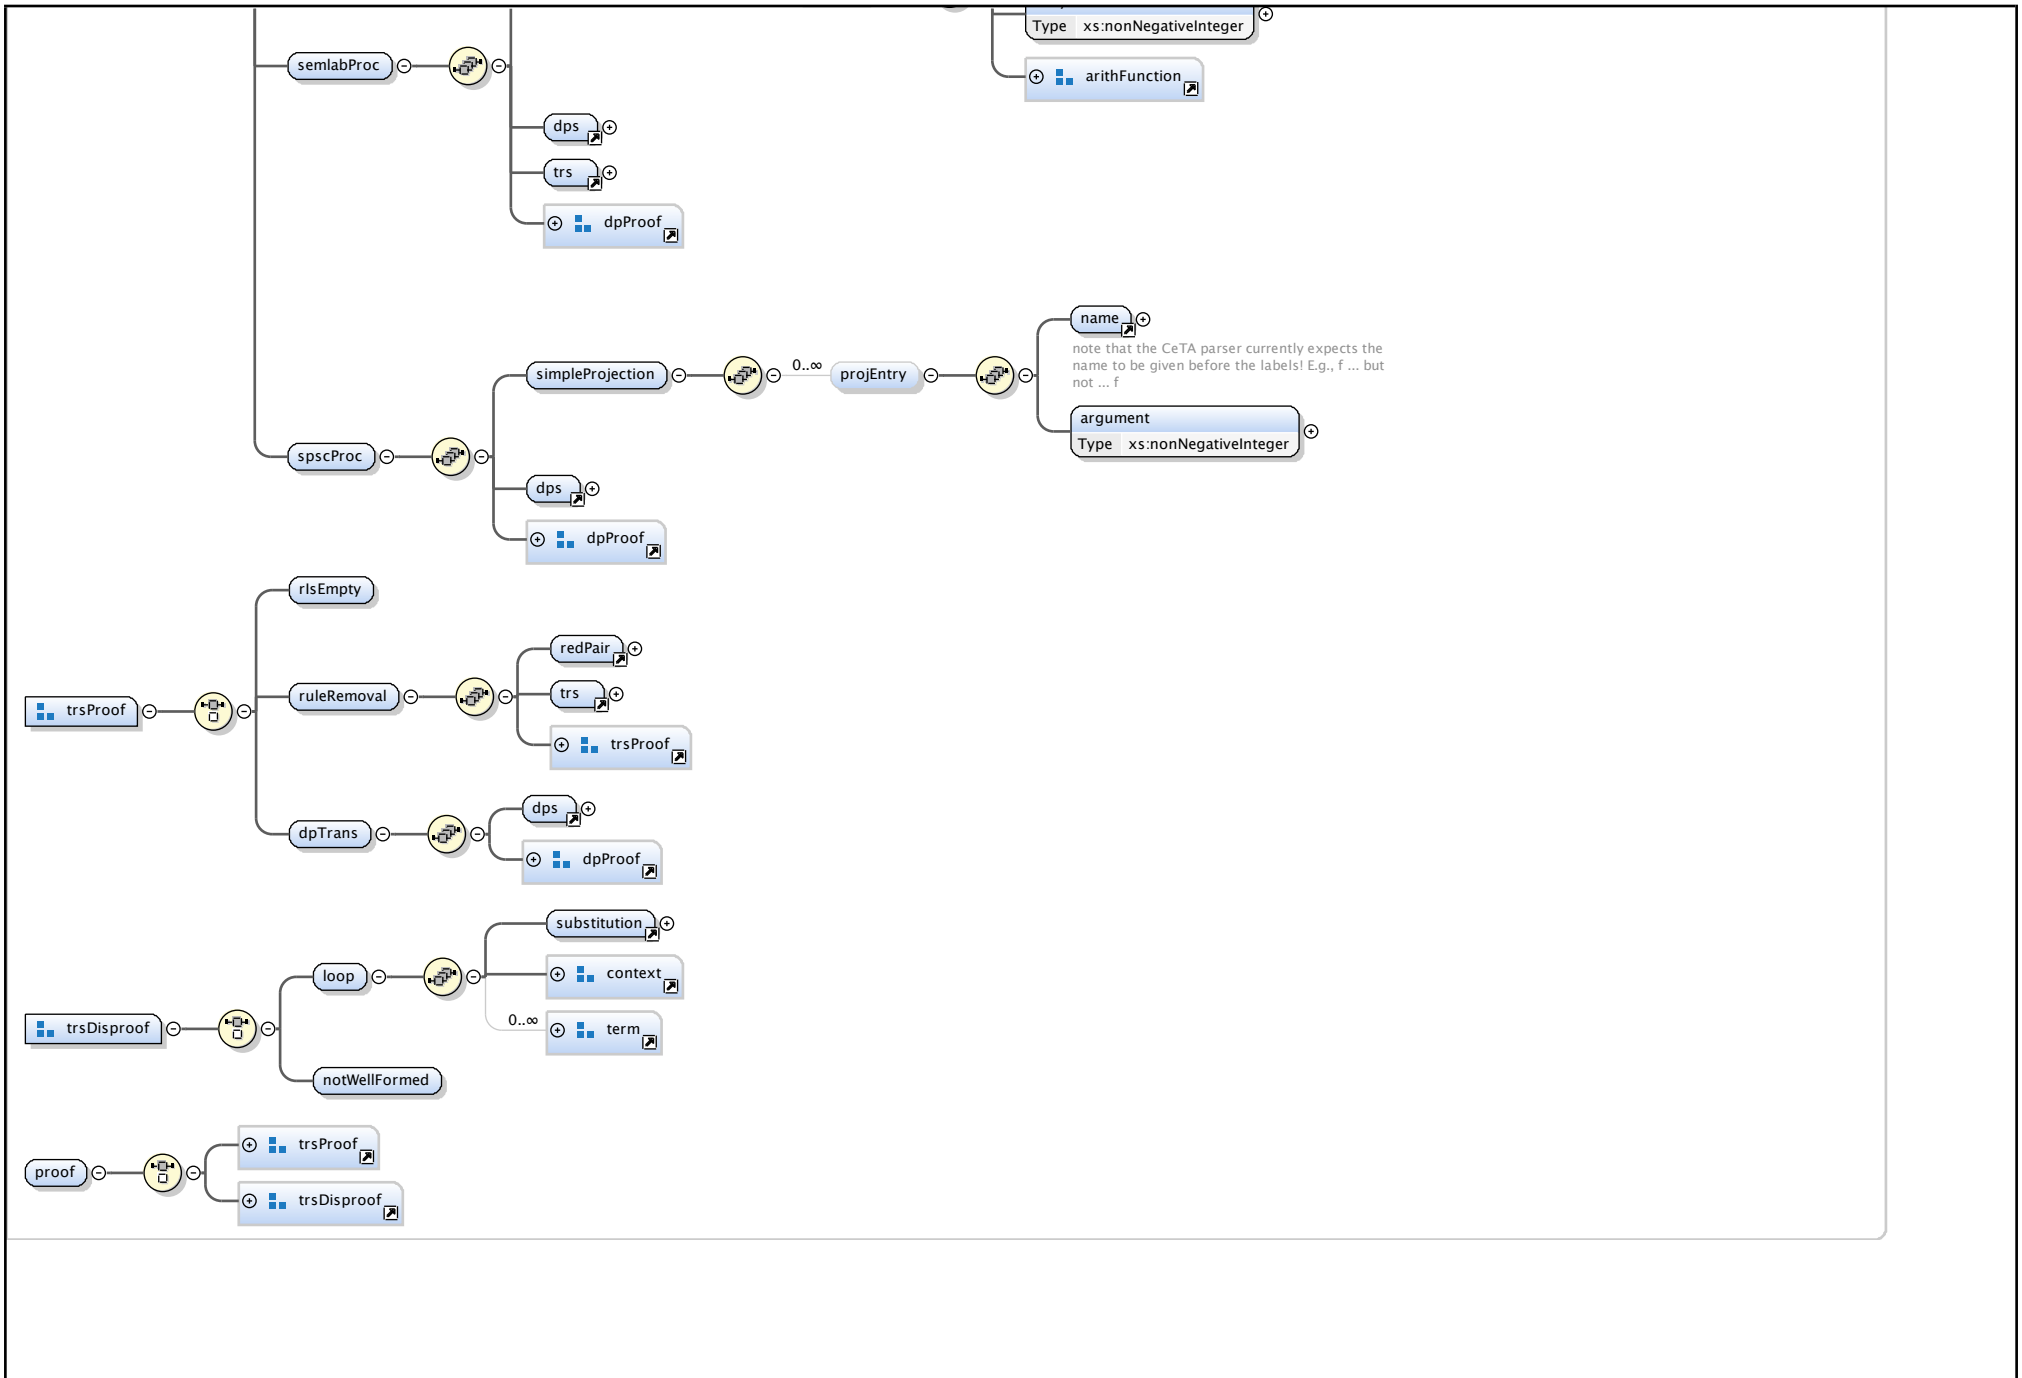 Type xs:nonNegativeInteger
semlabProc
arithFunction
dps
trs
dpProof
name
note that the CeTA parser currently expects the
name to be given before the labels! E.g., f ... but
not ... f
simpleProjection
0..∞
projEntry
argument
Type xs:nonNegativeInteger
spscProc
dps
dpProof
rIsEmpty
redPair
ruleRemoval
trs
trsProof
trsProof
dps
dpTrans
dpProof
substitution
loop
context
0..∞
term
trsDisproof
notWellFormed
trsProof
proof
trsDisproof